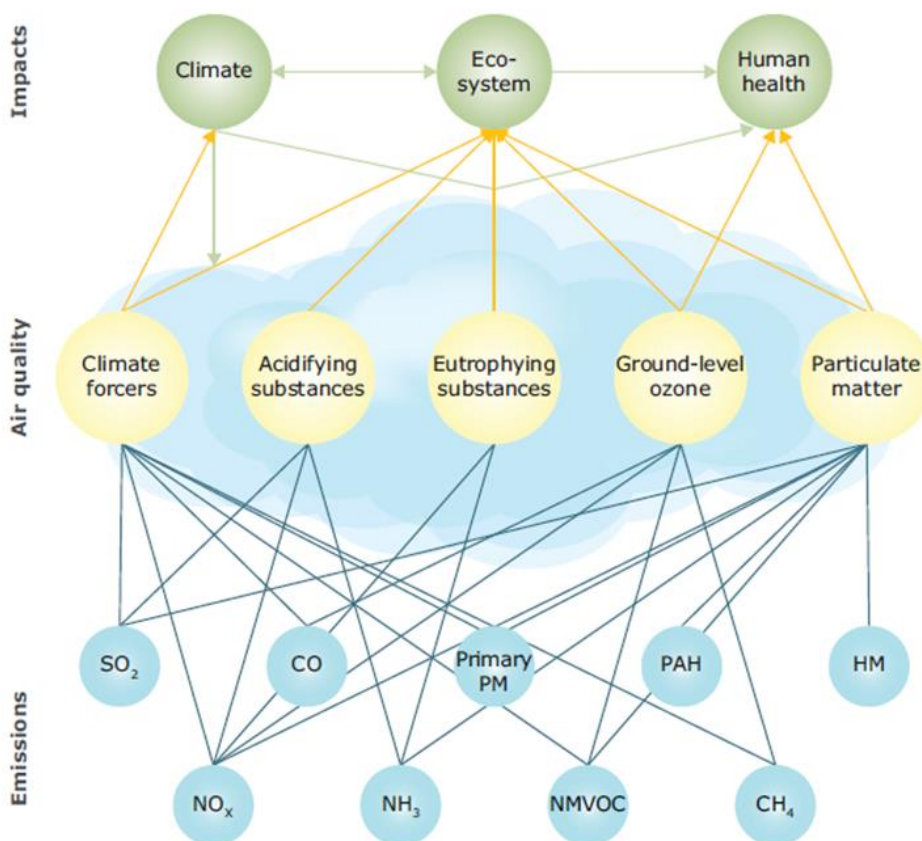 Impacts
Climate
Eco-
system
Human
health
Air quality
Climate
forcers
Acidifying
substances
Eutrophying
substances
Ground-level
ozone
Particulate
matter
Emissions
SO₂
CO
Primary
PM
PAH
HM
NOₓ
NH₃
NMVOC
CH₄